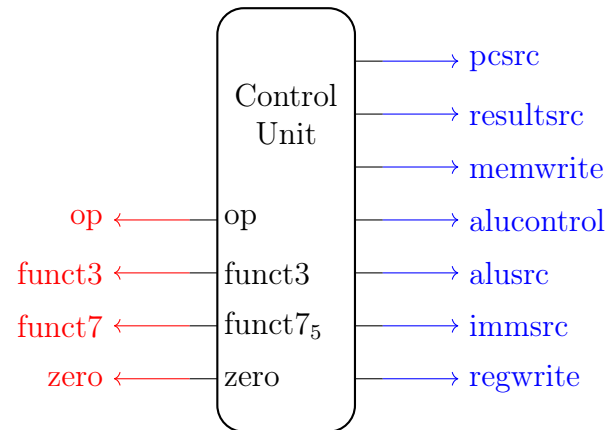 Control
Unit
pcsrc
resultsrc
memwrite
op op alucontrol
funct3 funct3 alusrc
funct7 funct7₅ immsrc
zero zero regwrite